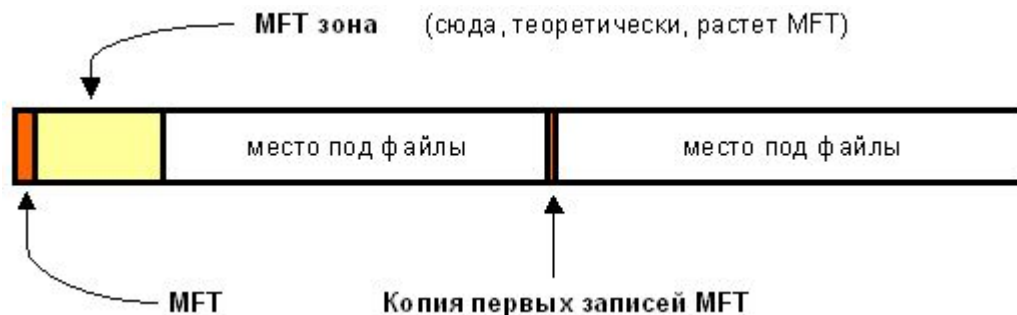 MFT зона (сюда, теоретически, растет MFT)
место под файлы место под файлы
MFT Копия первых записей MFT